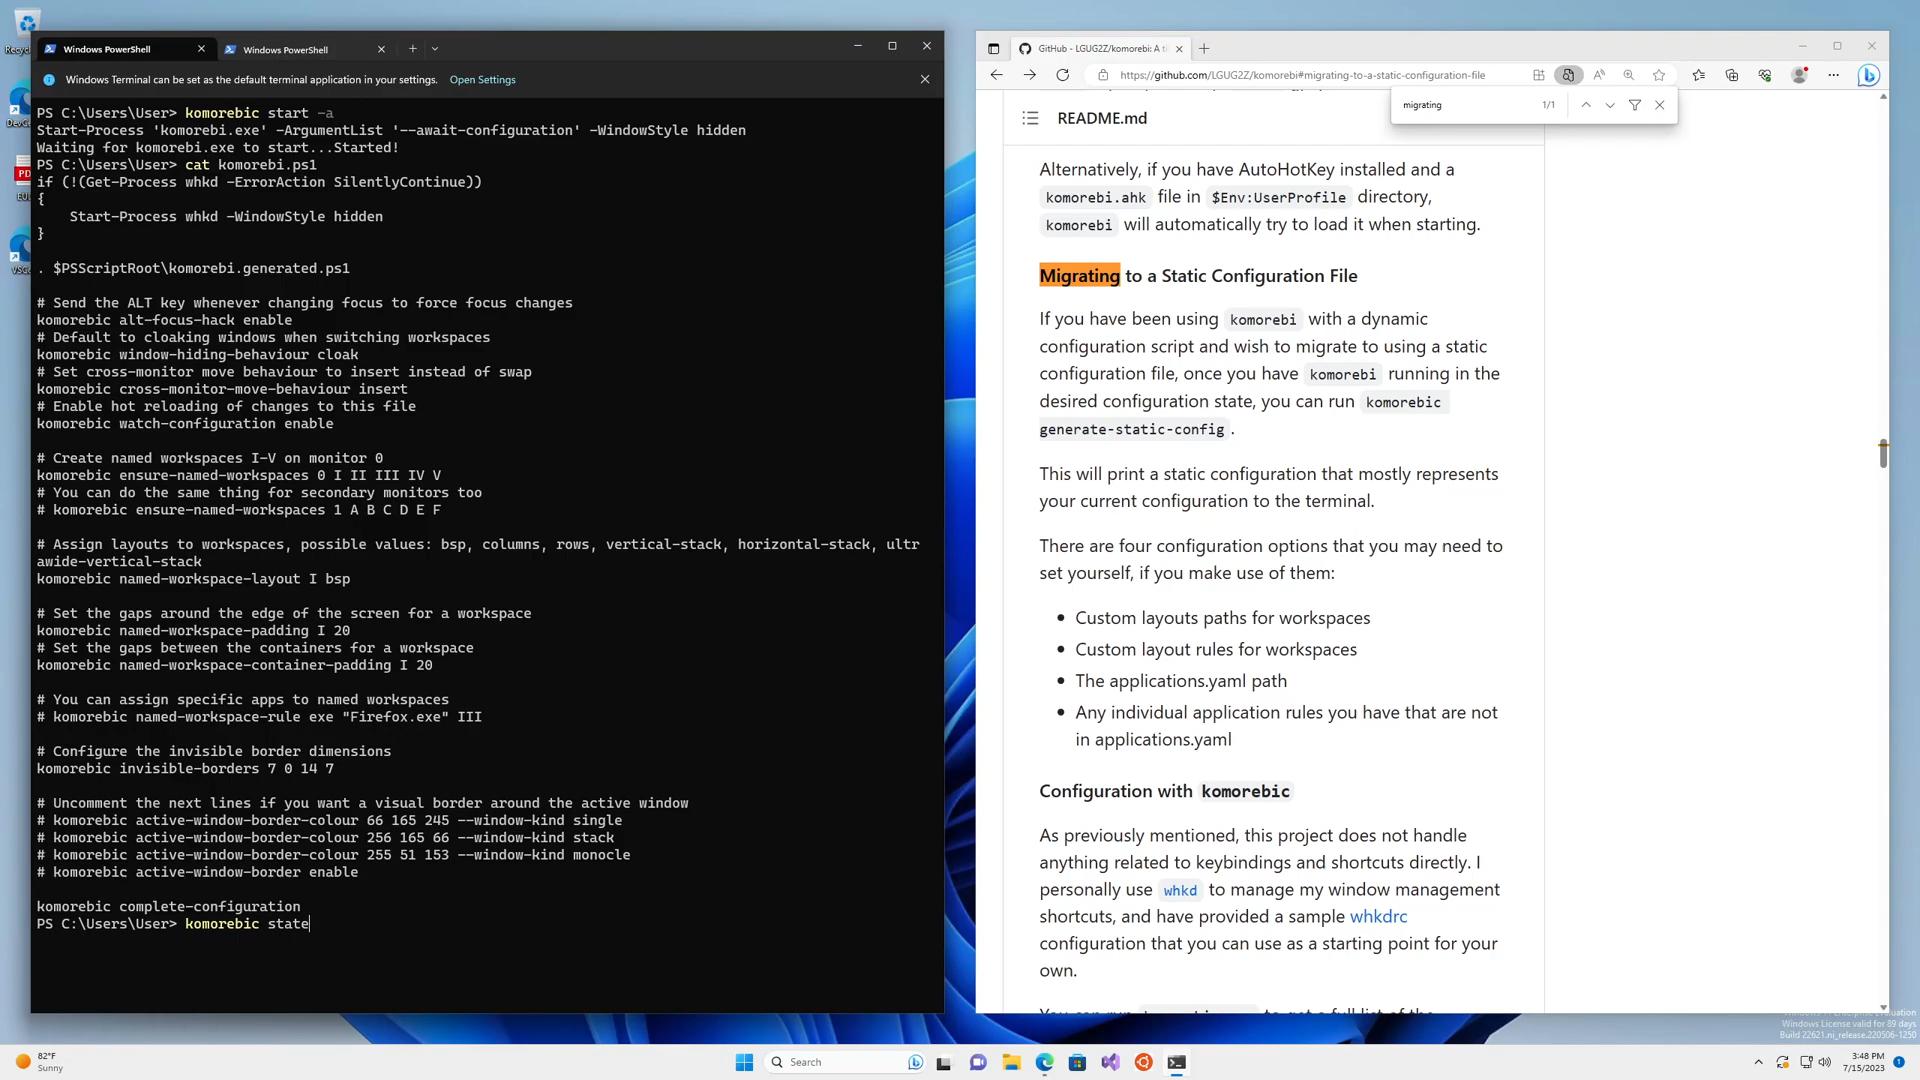 Windows PowerShell
Windows PowerShell
Windows Terminal can be set as the default terminal application in your settings. Open Settings
PS C:\Users\User> komorebic start -a
Start-Process 'komorebi.exe' -ArgumentList '--await-configuration' -WindowStyle hidden
Waiting for komorebi.exe to start...Started!
PS C:\Users\User> cat komorebi.ps1
if (!(Get-Process whkd -ErrorAction SilentlyContinue))
{
    Start-Process whkd -WindowStyle hidden
}
. $PSScriptRoot\komorebi.generated.ps1
# Send the ALT key whenever changing focus to force focus changes
komorebic alt-focus-hack enable
# Default to cloaking windows when switching workspaces
komorebic window-hiding-behaviour cloak
# Set cross-monitor move behaviour to insert instead of swap
komorebic cross-monitor-move-behaviour insert
# Enable hot reloading of changes to this file
komorebic watch-configuration enable
# Create named workspaces I-V on monitor 0
komorebic ensure-named-workspaces 0 I II III IV V
# You can do the same thing for secondary monitors too
# komorebic ensure-named-workspaces 1 A B C D E F
# Assign layouts to workspaces, possible values: bsp, columns, rows, vertical-stack, horizontal-stack, ultr
awide-vertical-stack
komorebic named-workspace-layout I bsp
# Set the gaps around the edge of the screen for a workspace
komorebic named-workspace-padding I 20
# Set the gaps between the containers for a workspace
komorebic named-workspace-container-padding I 20
# You can assign specific apps to named workspaces
# komorebic named-workspace-rule exe "Firefox.exe" III
# Configure the invisible border dimensions
komorebic invisible-borders 7 0 14 7
# Uncomment the next lines if you want a visual border around the active window
# komorebic active-window-border-colour 66 165 245 --window-kind single
# komorebic active-window-border-colour 256 165 66 --window-kind stack
# komorebic active-window-border-colour 255 51 153 --window-kind monocle
# komorebic active-window-border enable
komorebic complete-configuration
PS C:\Users\User> komorebic state
GitHub - LGUG2Z/komorebi: A ti
https://github.com/LGUG2Z/komorebi#migrating-to-a-static-configuration-file
migrating 1/1
README.md
Alternatively, if you have AutoHotKey installed and a
komorebi.ahk file in $Env:UserProfile directory,
komorebi will automatically try to load it when starting.
Migrating to a Static Configuration File
If you have been using komorebi with a dynamic
configuration script and wish to migrate to using a static
configuration file, once you have komorebi running in the
desired configuration state, you can run komorebic
generate-static-config.
This will print a static configuration that mostly represents
your current configuration to the terminal.
There are four configuration options that you may need to
set yourself, if you make use of them:
• Custom layouts paths for workspaces
• Custom layout rules for workspaces
• The applications.yaml path
• Any individual application rules you have that are not
in applications.yaml
Configuration with komorebic
As previously mentioned, this project does not handle
anything related to keybindings and shortcuts directly. I
personally use whkd to manage my window management
shortcuts, and have provided a sample whkdrc
configuration that you can use as a starting point for your
own.
Windows License valid for 89 days
Build 22621.ni_release.220506-1250
82°F
Sunny
Search
3:48 PM
7/15/2023
1